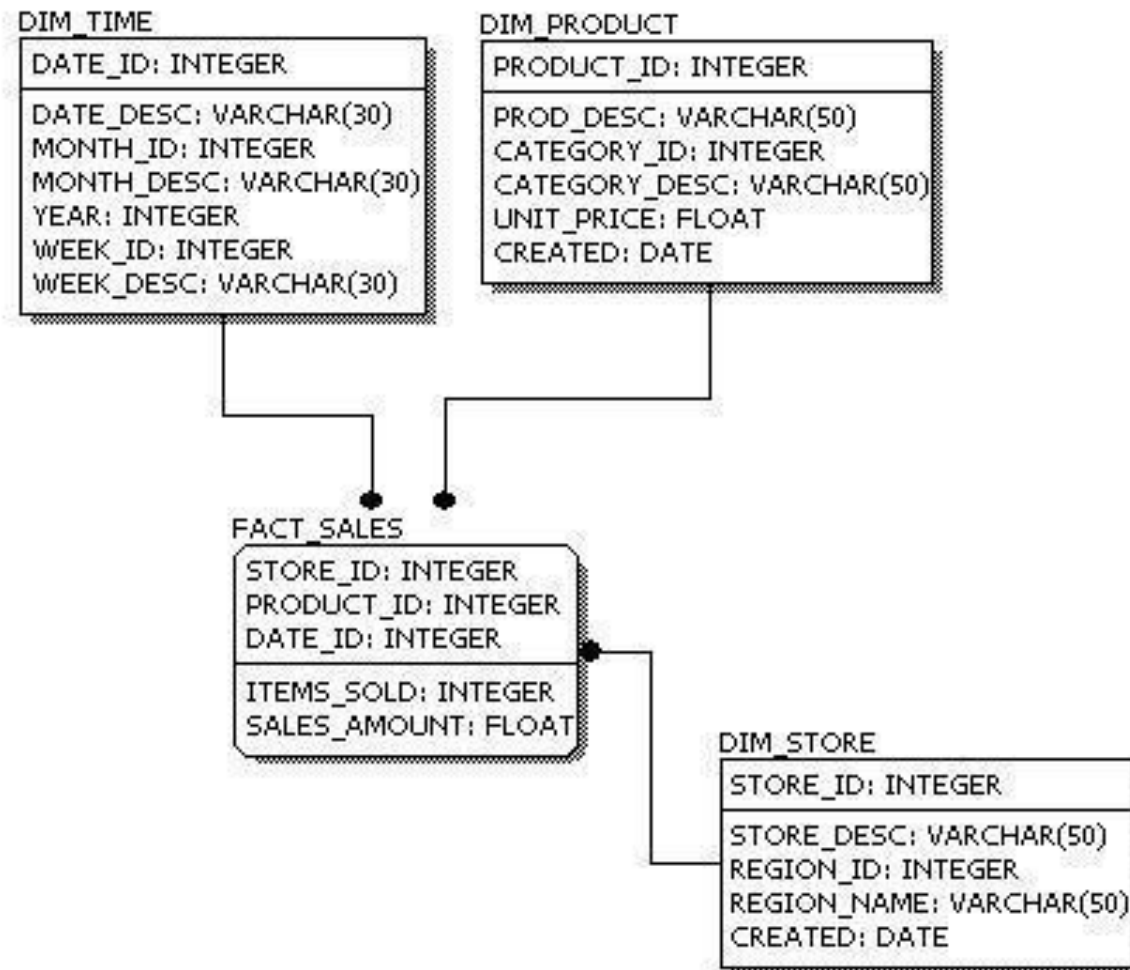 DIM_TIME
DATE_ID: INTEGER
DATE_DESC: VARCHAR(30)
MONTH_ID: INTEGER
MONTH_DESC: VARCHAR(30)
YEAR: INTEGER
WEEK_ID: INTEGER
WEEK_DESC: VARCHAR(30)
DIM_PRODUCT
PRODUCT_ID: INTEGER
PROD_DESC: VARCHAR(50)
CATEGORY_ID: INTEGER
CATEGORY_DESC: VARCHAR(50)
UNIT_PRICE: FLOAT
CREATED: DATE
FACT_SALES
STORE_ID: INTEGER
PRODUCT_ID: INTEGER
DATE_ID: INTEGER
ITEMS_SOLD: INTEGER
SALES_AMOUNT: FLOAT
DIM_STORE
STORE_ID: INTEGER
STORE_DESC: VARCHAR(50)
REGION_ID: INTEGER
REGION_NAME: VARCHAR(50)
CREATED: DATE